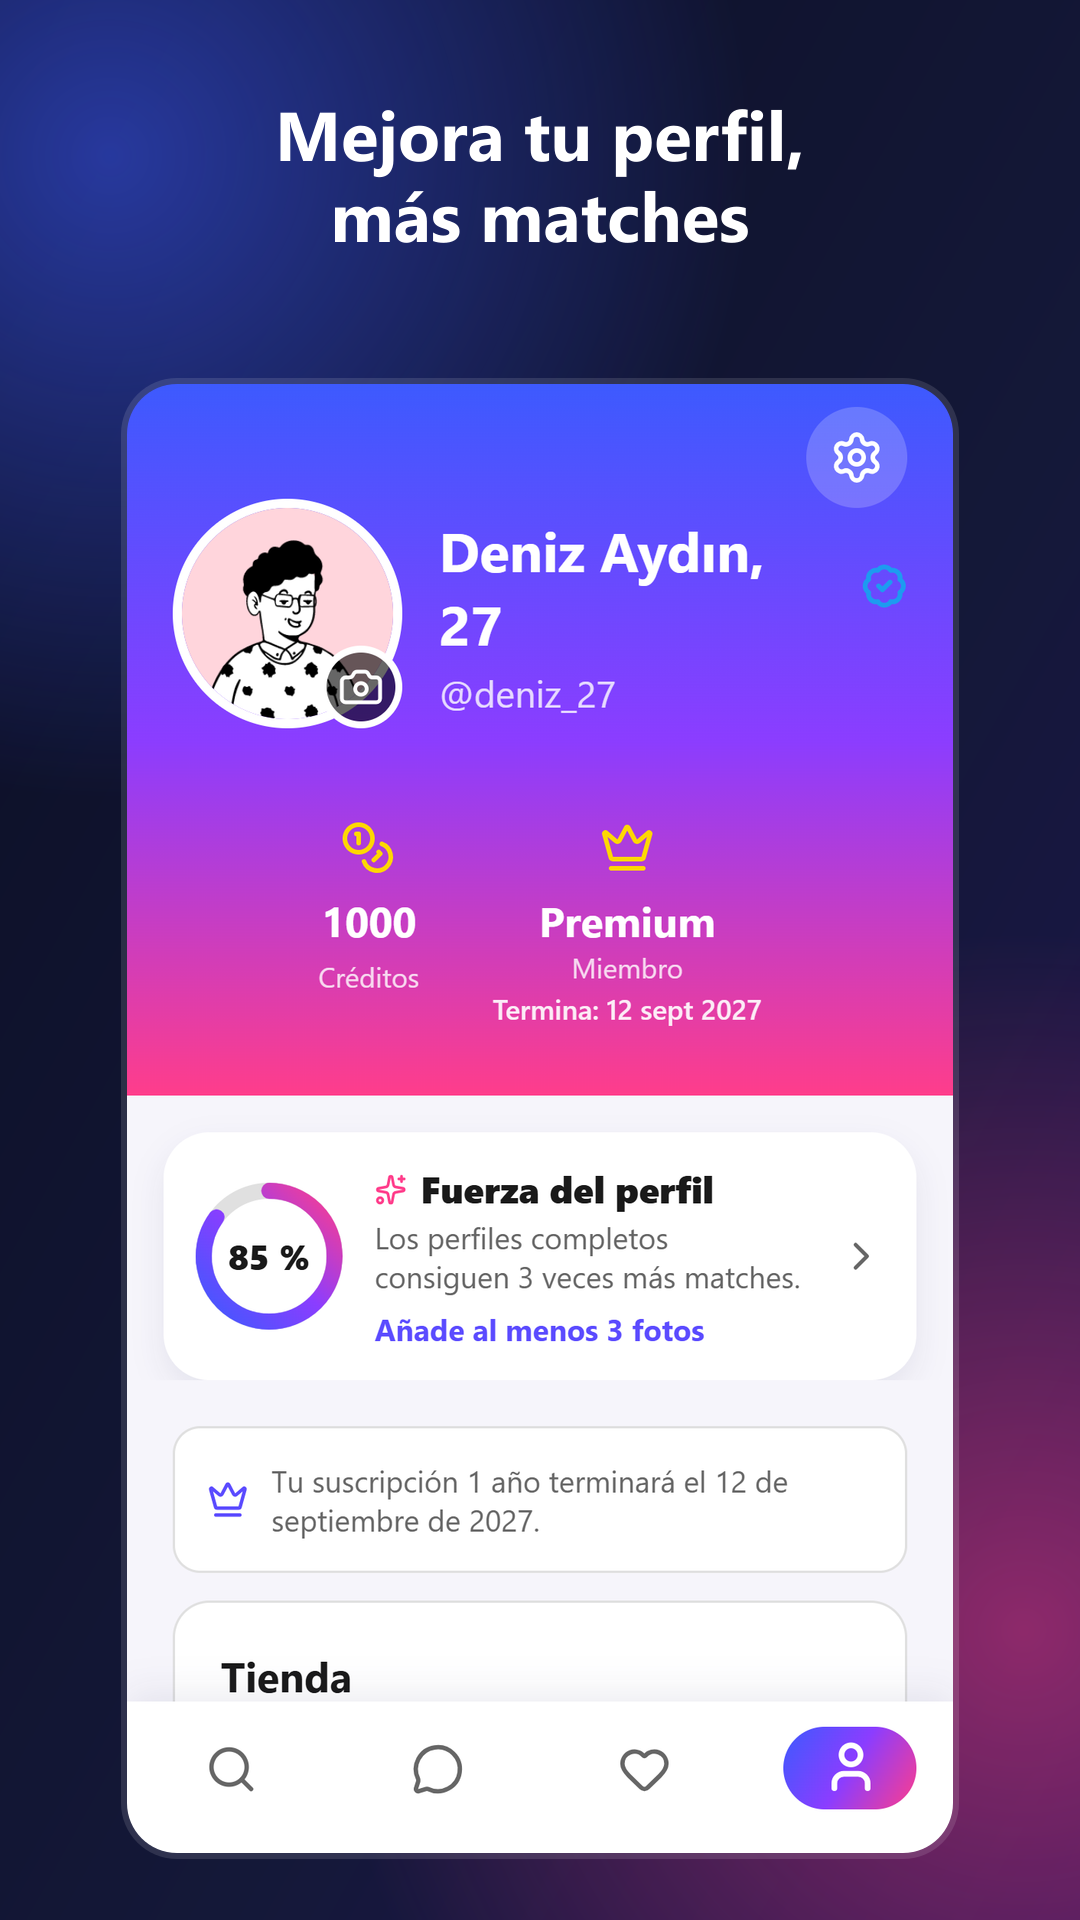 Mejora tu perfil,
más matches
Deniz Aydın,
27
@deniz_27
1000
Créditos
Premium
Miembro
Termina: 12 sept 2027
85 %
Fuerza del perfil
Los perfiles completos
consiguen 3 veces más matches.
Añade al menos 3 fotos
Tu suscripción 1 año terminará el 12 de
septiembre de 2027.
Tienda